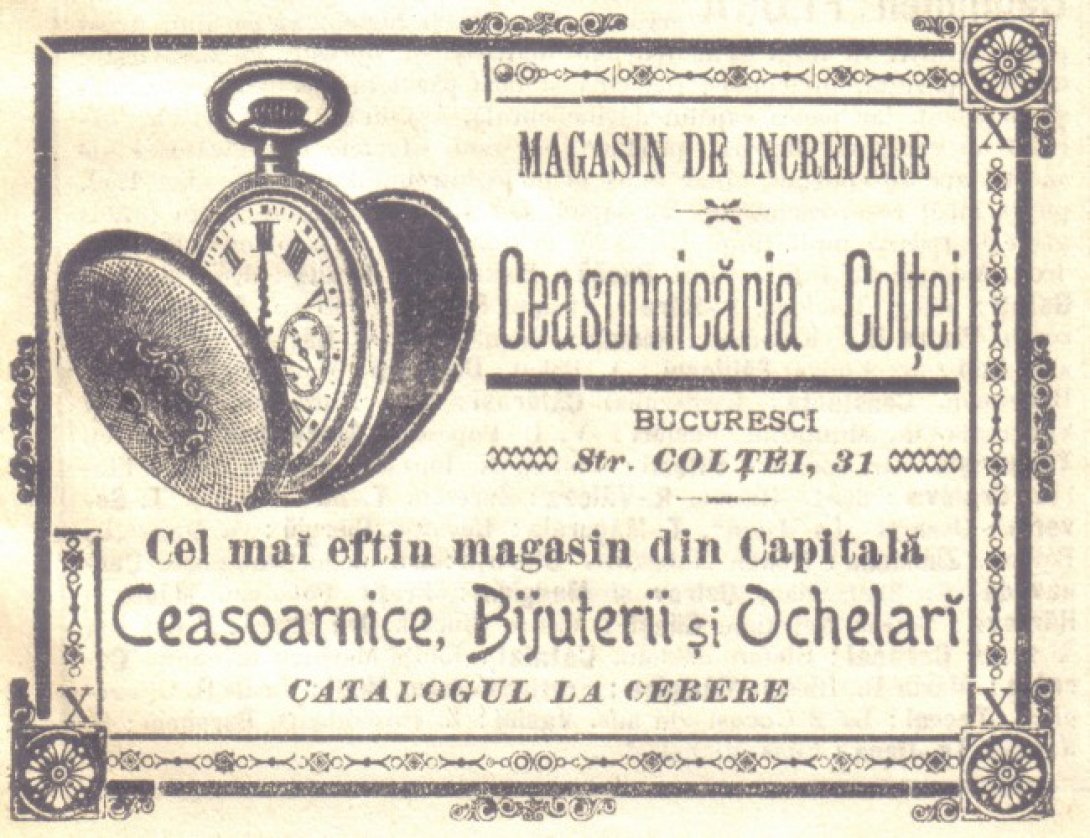 MAGASIN DE INCREDERE
Ceasornicăria Colței
BUCURESCI
Str. COLȚEI, 31
Cel maĭ eftin magasin din Capitală
Ceasoarnice, Bijuterii și Ochelarĭ
CATALOGUL LA CERERE